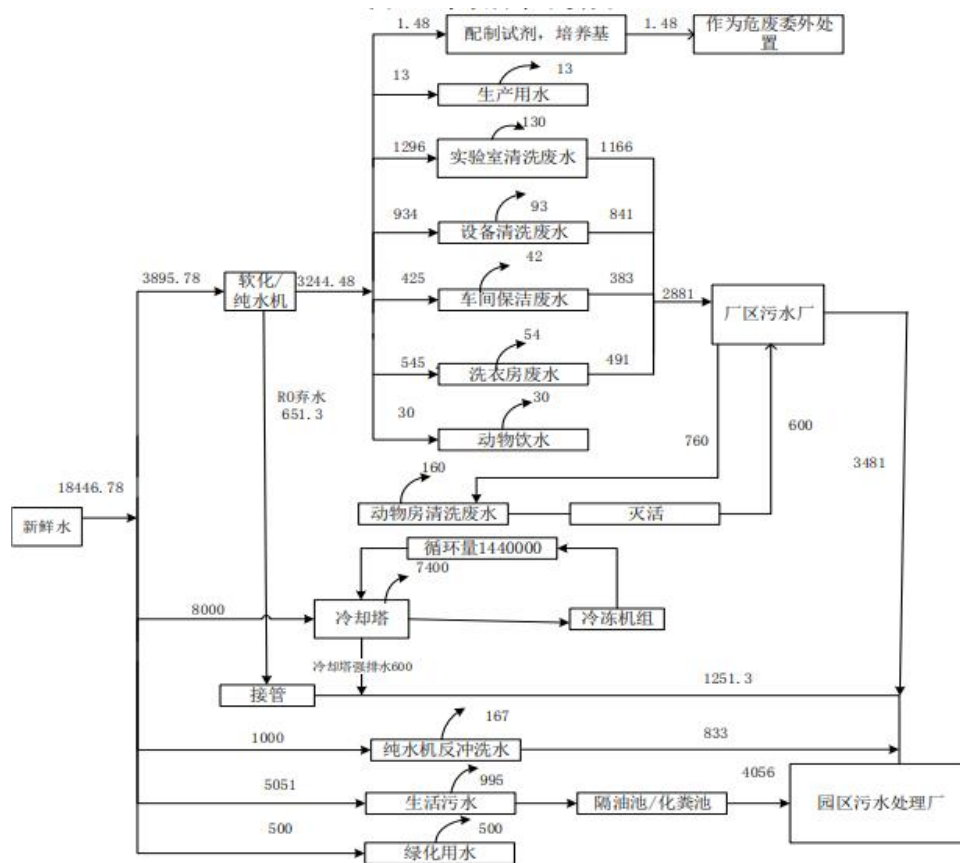 1.48
配制试剂，培养基
1.48
作为危废委外处
置
13
13
生产用水
130
1296
实验室清洗废水
1166
93
934
设备清洗废水
841
42
3895.78
软化/
纯水机
3244.48
425
车间保洁废水
383
2881
厂区污水厂
54
545
洗衣房废水
491
RO弃水
651.3
30
30
动物饮水
760
600
3481
160
18446.78
新鲜水
动物房清洗废水
灭活
循环量1440000
7400
8000
冷却塔
冷冻机组
冷却塔强排水600
接管
1251.3
167
1000
纯水机反冲洗水
833
5051
995
生活污水
隔油池/化粪池
4056
园区污水处理厂
500
500
绿化用水